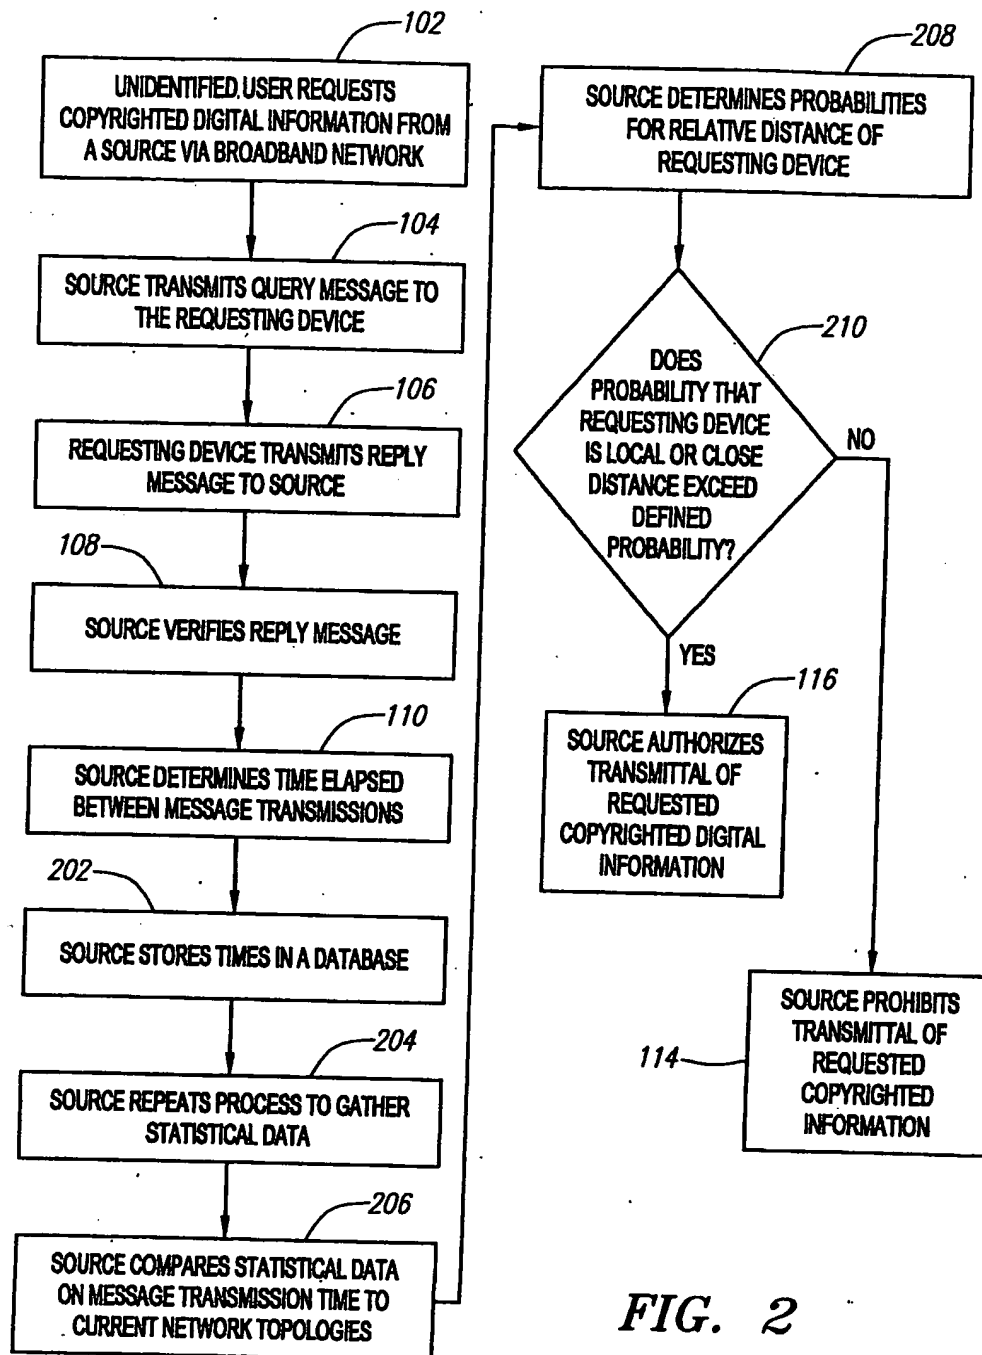 102
UNIDENTIFIED USER REQUESTS
COPYRIGHTED DIGITAL INFORMATION FROM
A SOURCE VIA BROADBAND NETWORK
104
SOURCE TRANSMITS QUERY MESSAGE TO
THE REQUESTING DEVICE
106
REQUESTING DEVICE TRANSMITS REPLY
MESSAGE TO SOURCE
108
SOURCE VERIFIES REPLY MESSAGE
110
SOURCE DETERMINES TIME ELAPSED
BETWEEN MESSAGE TRANSMISSIONS
202
SOURCE STORES TIMES IN A DATABASE
204
SOURCE REPEATS PROCESS TO GATHER
STATISTICAL DATA
206
SOURCE COMPARES STATISTICAL DATA
ON MESSAGE TRANSMISSION TIME TO
CURRENT NETWORK TOPOLOGIES
208
SOURCE DETERMINES PROBABILITIES
FOR RELATIVE DISTANCE OF
REQUESTING DEVICE
210
DOES
PROBABILITY THAT
REQUESTING DEVICE
IS LOCAL OR CLOSE
DISTANCE EXCEED
DEFINED
PROBABILITY?
NO
YES
116
SOURCE AUTHORIZES
TRANSMITTAL OF
REQUESTED
COPYRIGHTED DIGITAL
INFORMATION
114
SOURCE PROHIBITS
TRANSMITTAL OF
REQUESTED
COPYRIGHTED
INFORMATION
FIG. 2